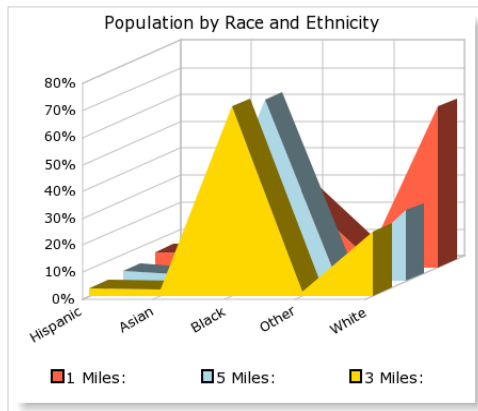 Population by Race and Ethnicity
80%
70%
60%
50%
40%
30%
20%
10%
0%
Hispanic
Asian
Black
Other
White
1 Miles: 5 Miles: 3 Miles: